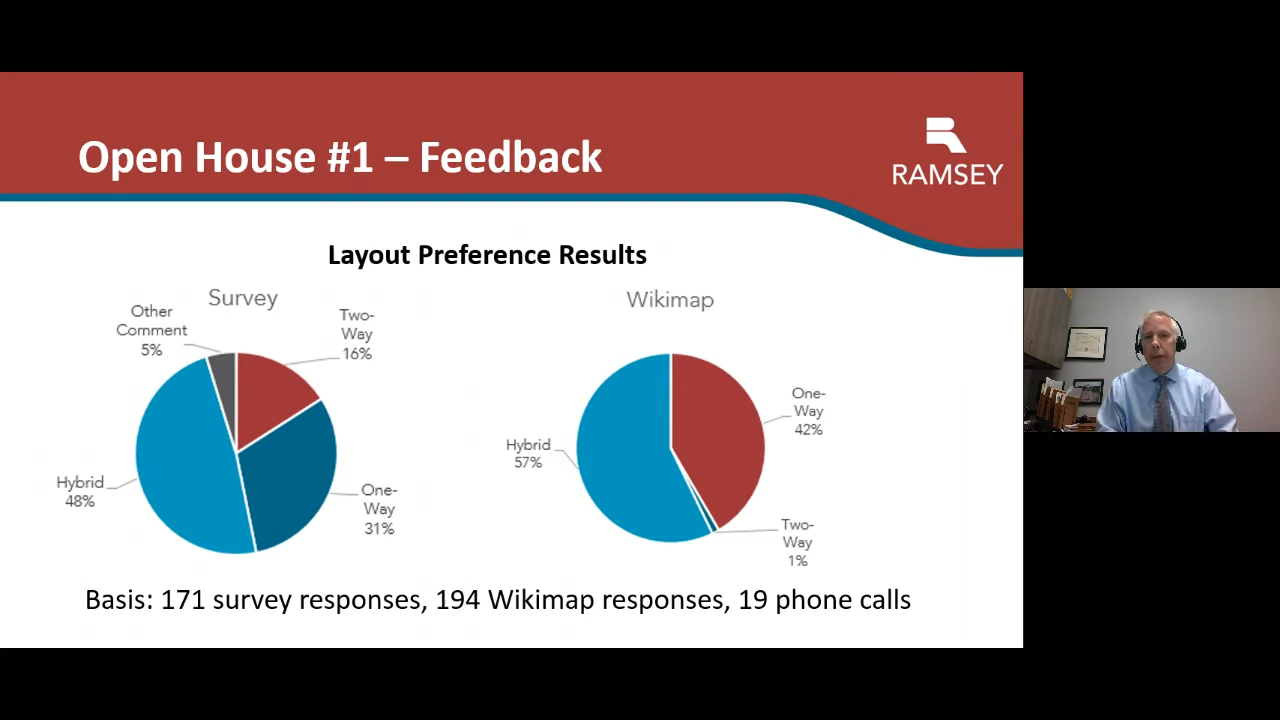 Open House #1 – Feedback
RAMSEY
Layout Preference Results
Survey
Other
Comment
5%
Two-
Way
16%
Hybrid
48%
One-
Way
31%
Wikimap
One-
Way
42%
Hybrid
57%
Two-
Way
1%
Basis: 171 survey responses, 194 Wikimap responses, 19 phone calls